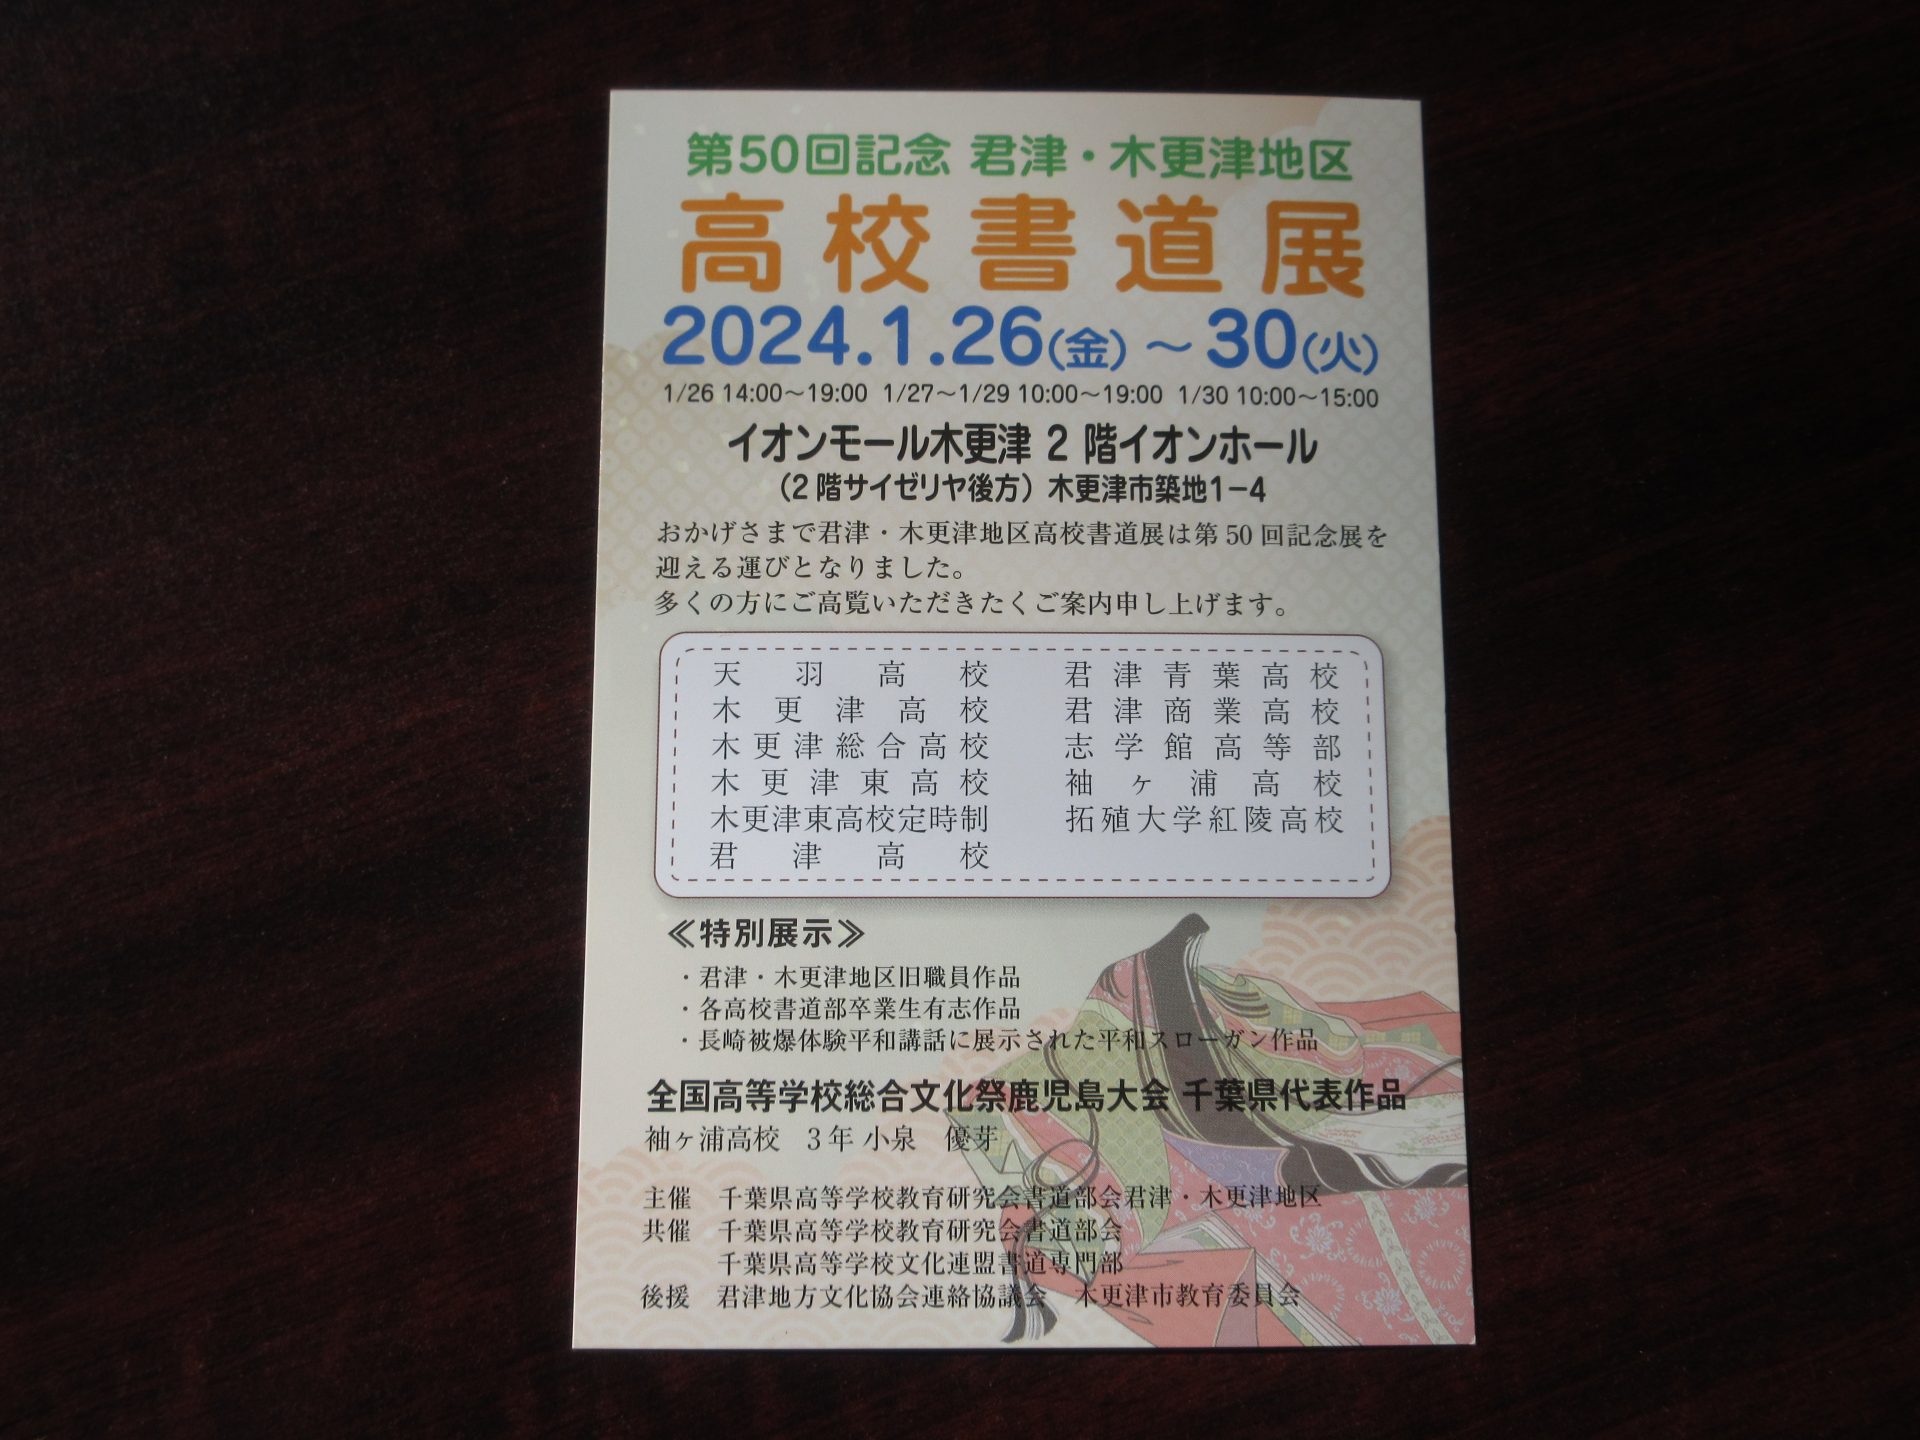 第50回記念 君津・木更津地区
高校書道展
2024.1.26(金)～30(火)
1/26 14:00～19:00 1/27～1/29 10:00～19:00 1/30 10:00～15:00
イオンモール木更津 2 階イオンホール
（2 階サイゼリヤ後方）木更津市築地1－4
おかげさまで君津・木更津地区高校書道展は第 50 回記念展を
迎える運びとなりました。
多くの方にご高覧いただきたくご案内申し上げます。
天羽高校
木更津高校
木更津総合高校
木更津東高校
木更津東高校定時制
君津高校
君津青葉高校
君津商業高校
志学館高等部
袖ヶ浦高校
拓殖大学紅陵高校
≪特別展示≫
・君津・木更津地区旧職員作品
・各高校書道部卒業生有志作品
・長崎被爆体験平和講話に展示された平和スローガン作品
全国高等学校総合文化祭鹿児島大会 千葉県代表作品
袖ヶ浦高校 3年 小泉 優芽
主催 千葉県高等学校教育研究会書道部会君津・木更津地区
共催 千葉県高等学校教育研究会書道部会
千葉県高等学校文化連盟書道専門部
後援 君津地方文化協会連絡協議会 木更津市教育委員会